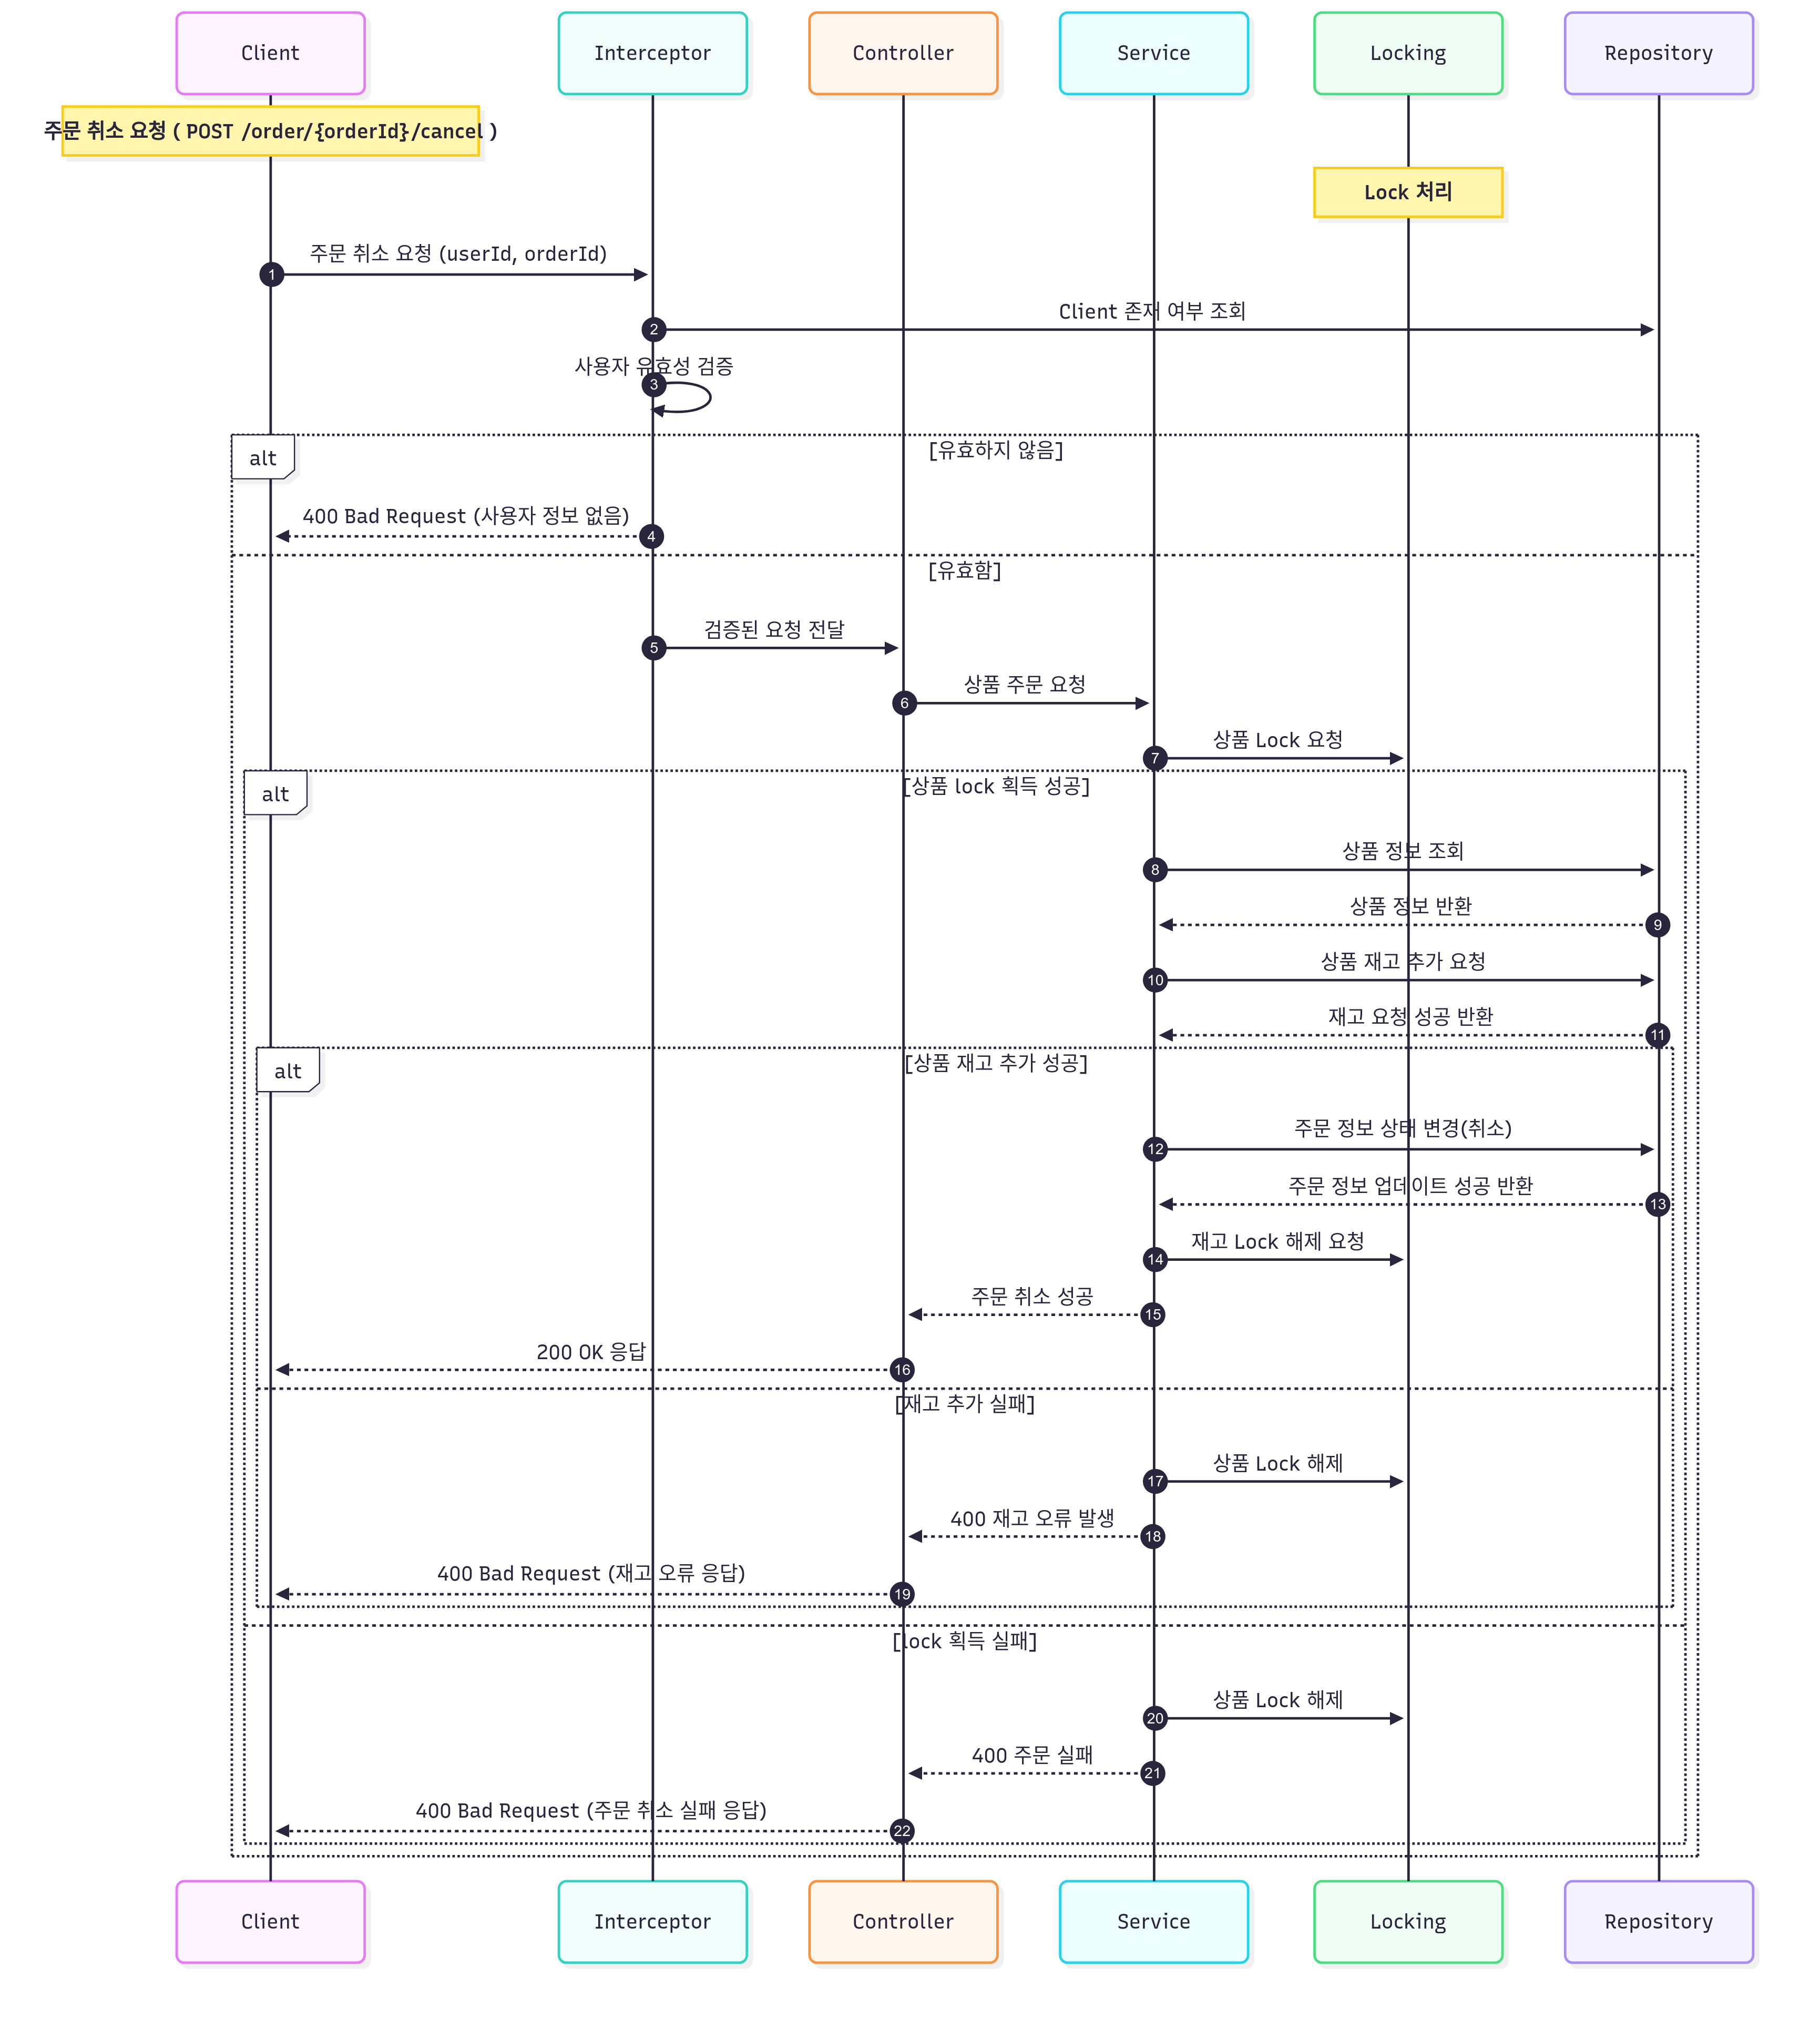 Client
Interceptor
Controller
Service
Locking
Repository
주문 취소 요청 ( POST /order/{orderId}/cancel )
Lock 처리
주문 취소 요청 (userId, orderId)
1
Client 존재 여부 조회
2
사용자 유효성 검증
3
alt
[유효하지 않음]
400 Bad Request (사용자 정보 없음)
4
[유효함]
검증된 요청 전달
5
상품 주문 요청
6
상품 Lock 요청
7
alt
[상품 lock 획득 성공]
상품 정보 조회
8
상품 정보 반환
9
상품 재고 추가 요청
10
재고 요청 성공 반환
11
alt
[상품 재고 추가 성공]
주문 정보 상태 변경(취소)
12
주문 정보 업데이트 성공 반환
13
재고 Lock 해제 요청
14
주문 취소 성공
15
200 OK 응답
16
[재고 추가 실패]
상품 Lock 해제
17
400 재고 오류 발생
18
400 Bad Request (재고 오류 응답)
19
[lock 획득 실패]
상품 Lock 해제
20
400 주문 실패
21
400 Bad Request (주문 취소 실패 응답)
22
Client
Interceptor
Controller
Service
Locking
Repository